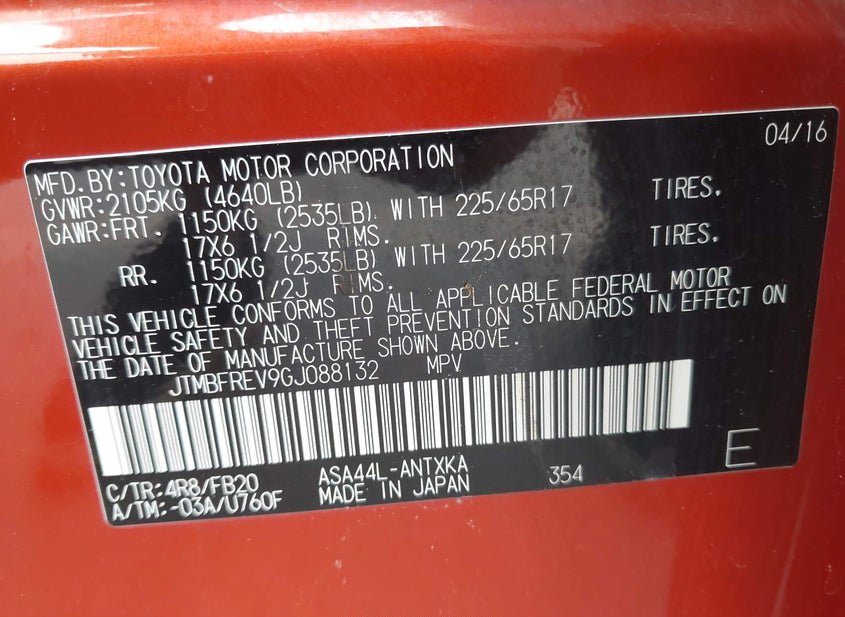 04/16
MFD.BY:TOYOTA MOTOR CORPORATION
GVWR:2105KG (4640LB)
GAWR:FRT. 1150KG (2535LB) WITH 225/65R17 TIRES.
17X6 1/2J RIMS.
RR. 1150KG (2535LB) WITH 225/65R17 TIRES.
17X6 1/2J RIMS.
THIS VEHICLE CONFORMS TO ALL APPLICABLE FEDERAL MOTOR
VEHICLE SAFETY AND THEFT PREVENTION STANDARDS IN EFFECT ON
THE DATE OF MANUFACTURE SHOWN ABOVE.
JTMBFREV9GJ088132 MPV
E
C/TR:4R8/FB20 ASA44L-ANTXKA 354
A/TM:-03A/U760F MADE IN JAPAN